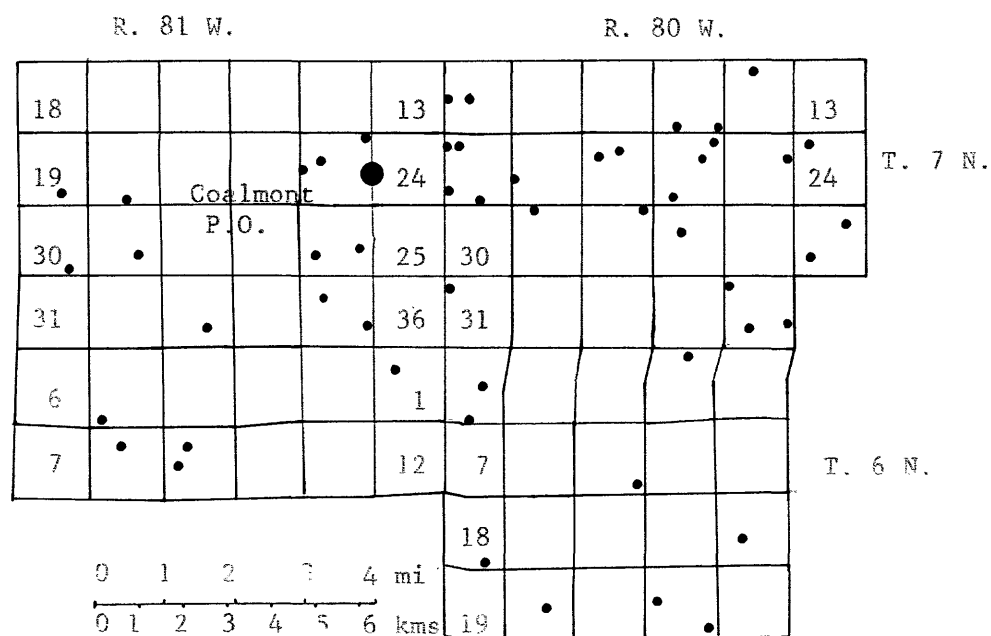 R. 81 W. R. 80 W.
18 13 13
19 24 24 T. 7 N.
Coalmont
P.O.
30 25 30
31 36 31
6 1
7 12 7 T. 6 N.
18
0 1 2 3 4 mi
0 1 2 3 4 5 6 kms 19